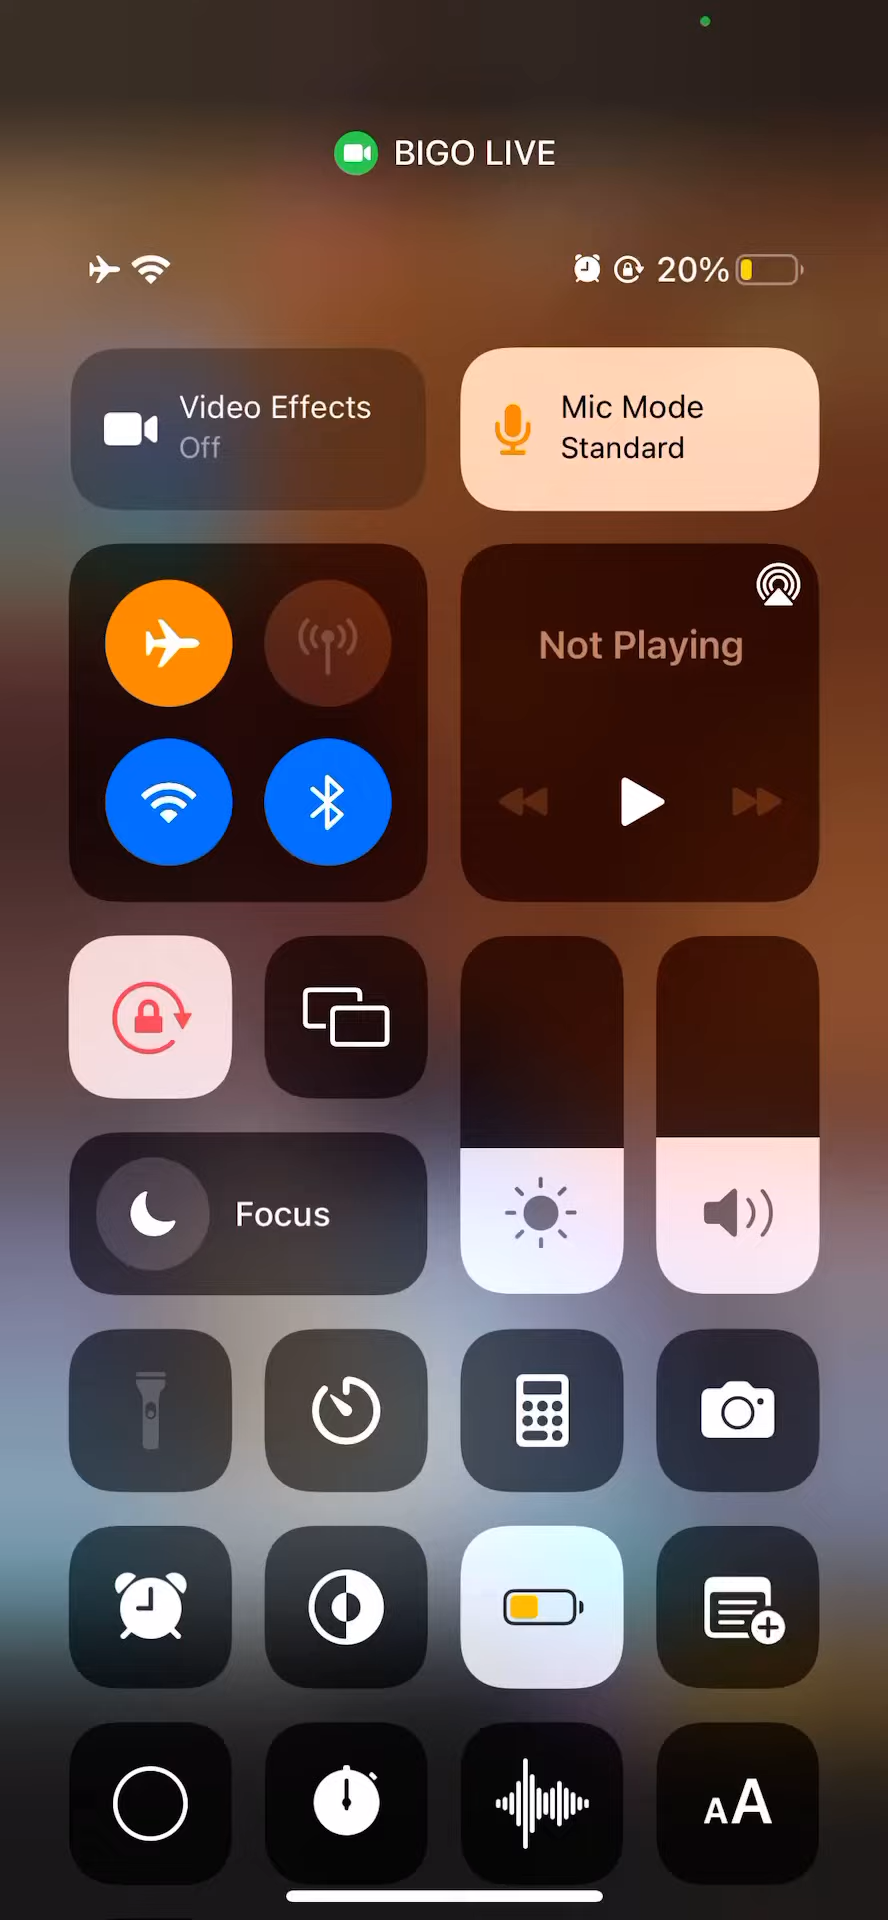 BIGO LIVE
20%
Video Effects
Off
Mic Mode
Standard
Not Playing
Focus
AA